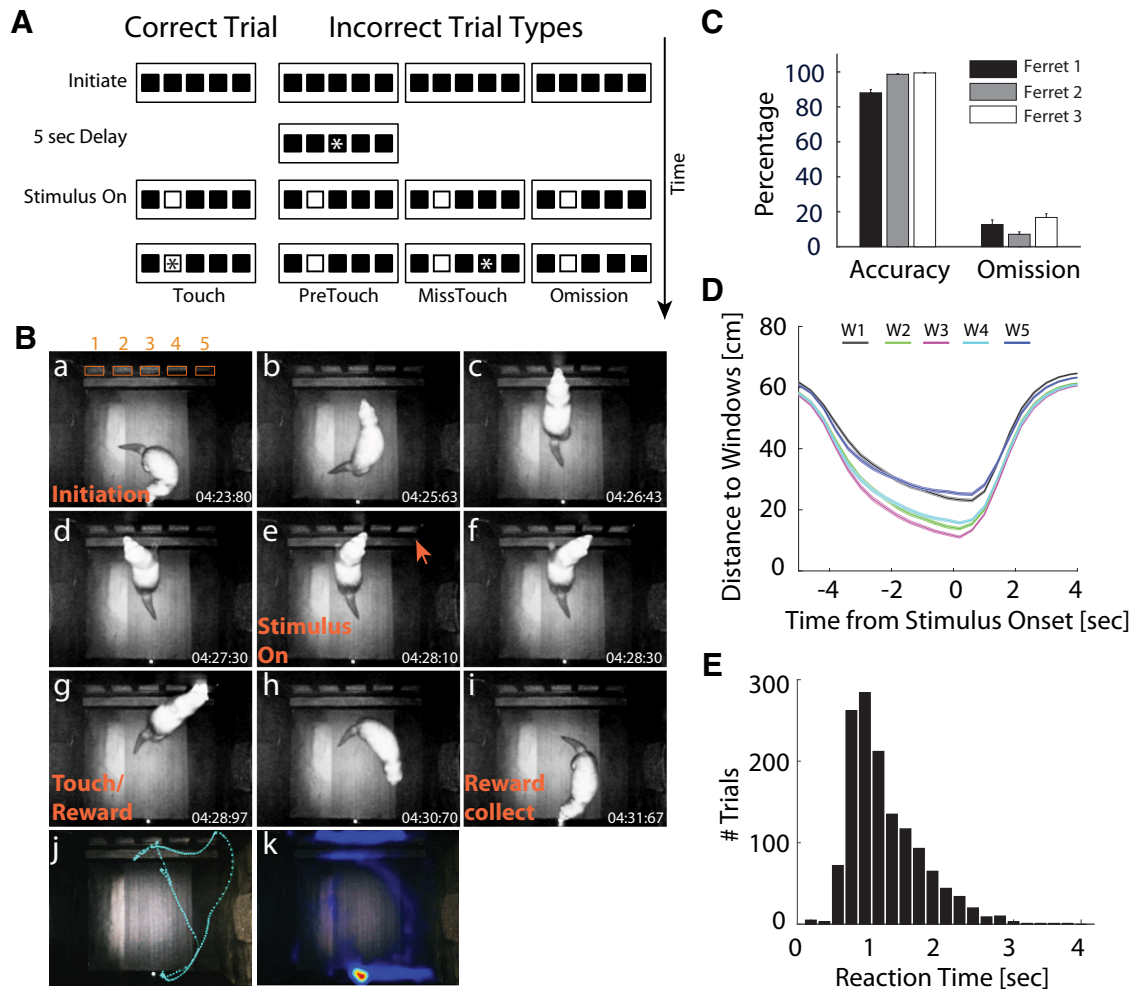 A
Correct Trial
Incorrect Trial Types
Initiate
5 sec Delay
*
Stimulus On
* *
Touch
PreTouch
MissTouch
Omission
Time
B
1 2 3 4 5
a
Initiation
04:23:80
b
04:25:63
c
04:26:43
d
04:27:30
e
Stimulus
On
04:28:10
f
04:28:30
g
Touch/
Reward
04:28:97
h
04:30:70
i
Reward
collect
04:31:67
j
k
C
Percentage
100
80
60
40
20
0
Ferret 1
Ferret 2
Ferret 3
Accuracy
Omission
D
Distance to Windows [cm]
80
60
40
20
0
W1 W2 W3 W4 W5
-4 -2 0 2 4
Time from Stimulus Onset [sec]
E
# Trials
300
200
100
0
0 1 2 3 4
Reaction Time [sec]